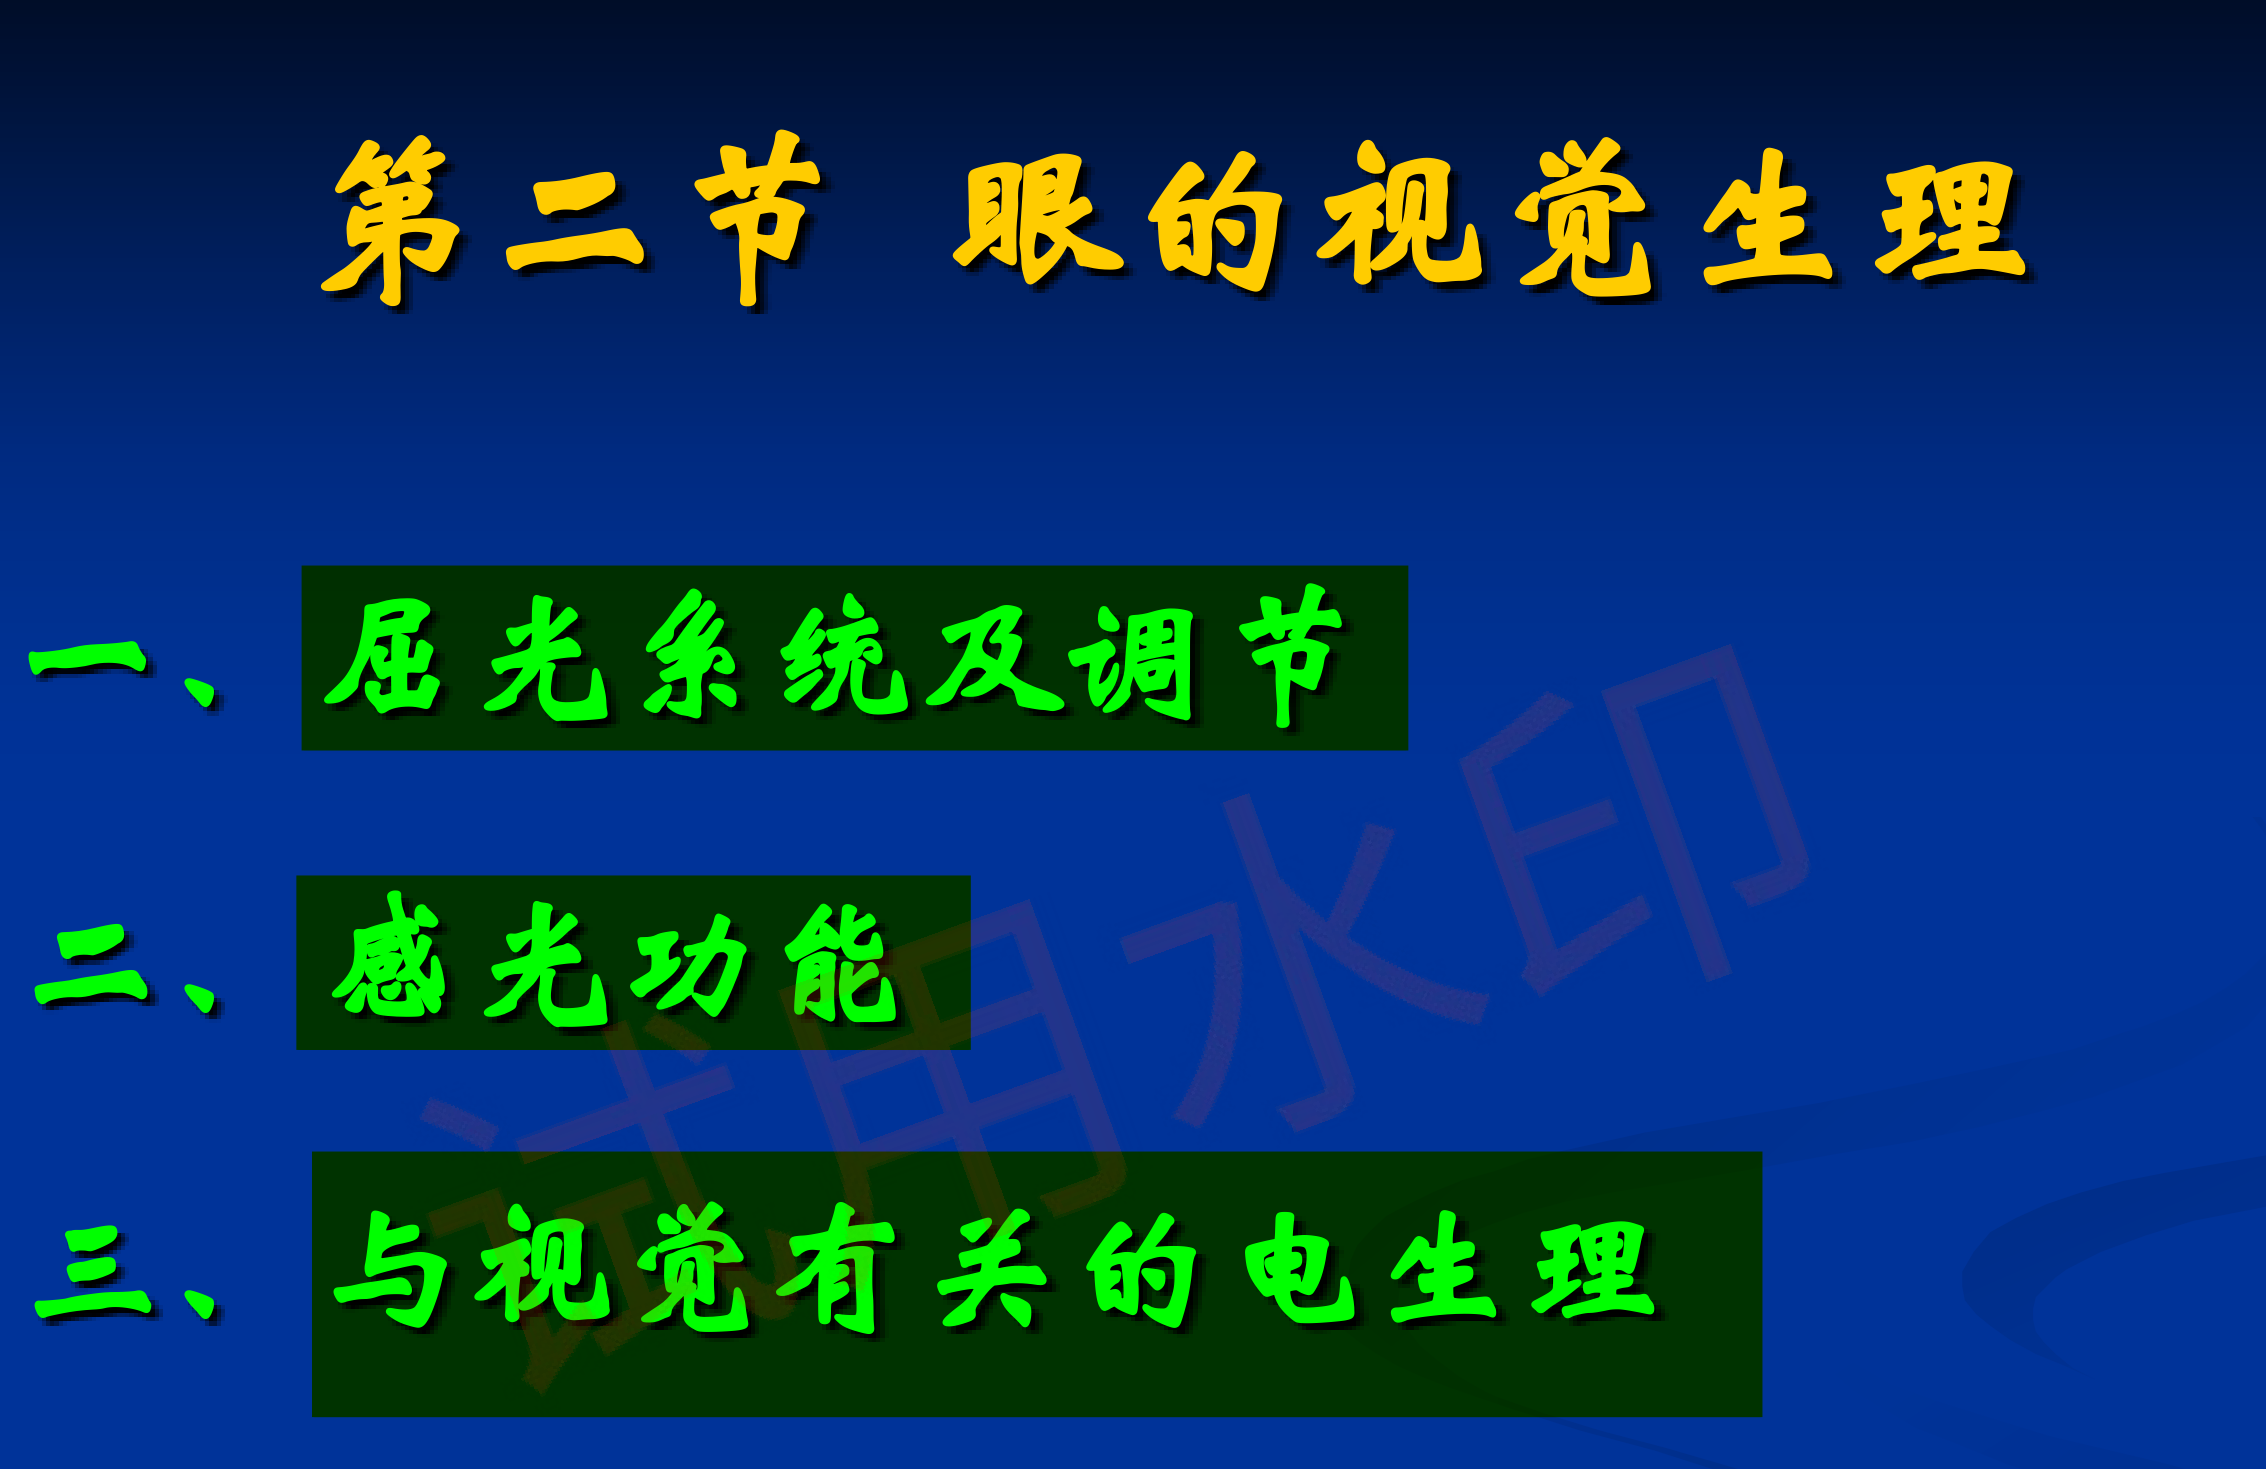 第二节 眼的视觉生理
一、屈光系统及调节
二、感光功能
三、与视觉有关的电生理
试用水印